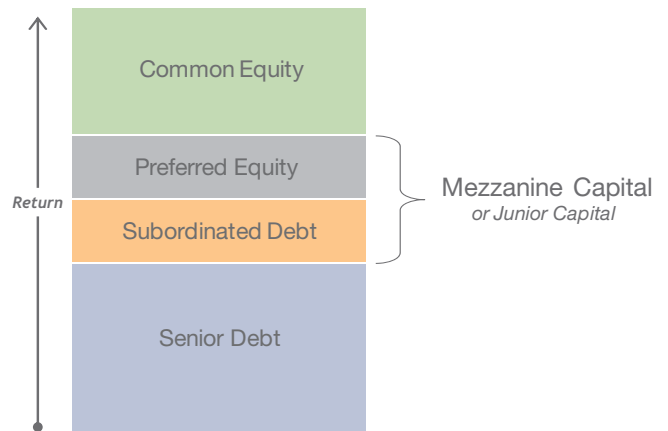 Common Equity
Preferred Equity
Return
Mezzanine Capital
or Junior Capital
Subordinated Debt
Senior Debt